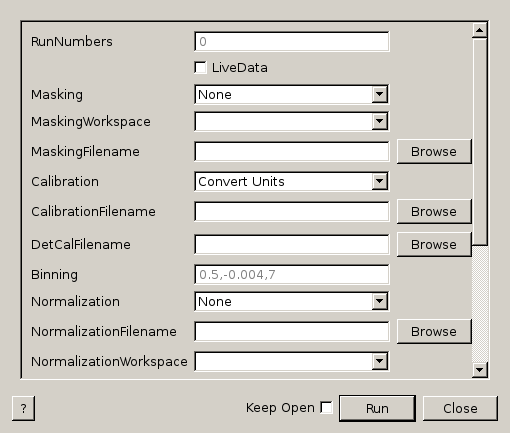 RunNumbers 0
LiveData
Masking None
MaskingWorkspace
MaskingFilename Browse
Calibration Convert Units
CalibrationFilename Browse
DetCalFilename Browse
Binning 0.5,-0.004,7
Normalization None
NormalizationFilename Browse
NormalizationWorkspace
? Keep Open Run Close